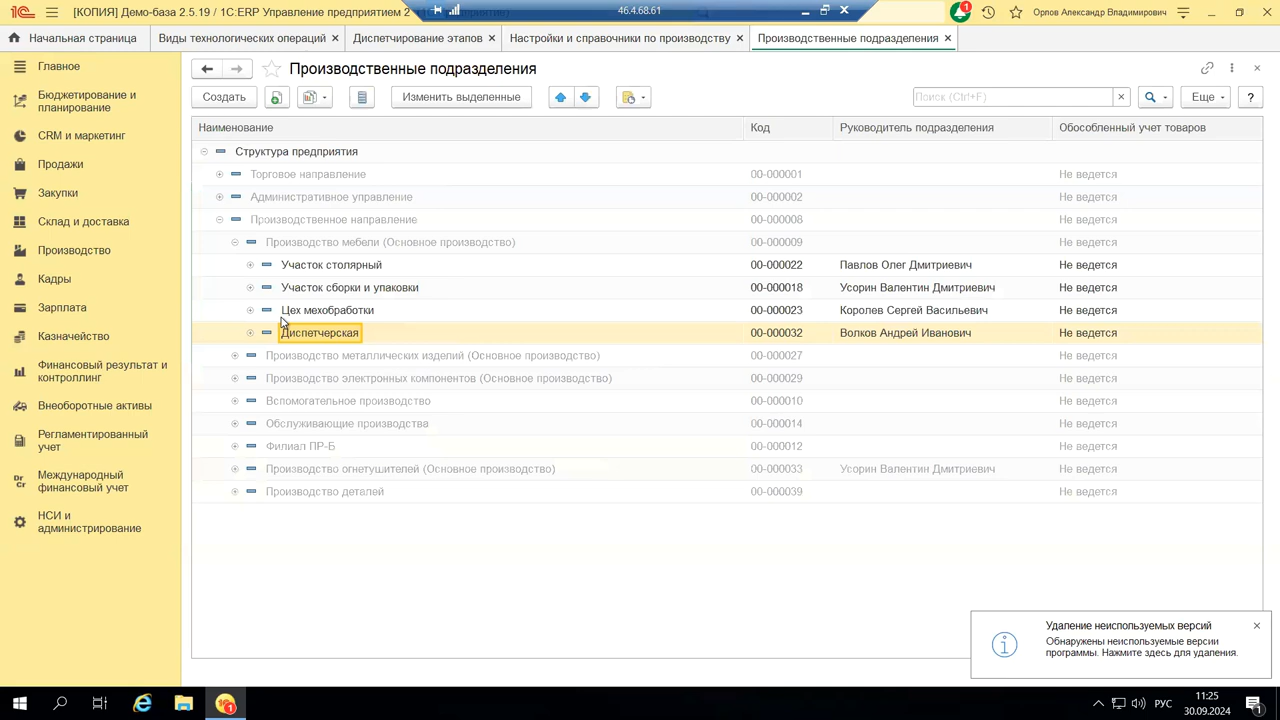 [КОПИЯ] Демо-база 2.5.19 / 1С:ERP Управление предприятием 2
46.4.68.61
1
Орлов Александр Владимирович
Начальная страница
Виды технологических операций ×
Диспетчирование этапов ×
Настройки и справочники по производству ×
Производственные подразделения ×
Главное
Бюджетирование и
планирование
CRM и маркетинг
Продажи
Закупки
Склад и доставка
Производство
Кадры
Зарплата
Казначейство
Финансовый результат и
контроллинг
Внеоборотные активы
Регламентированный
учет
Международный
финансовый учет
НСИ и
администрирование
Производственные подразделения
Создать
Изменить выделенные
Поиск (Ctrl+F)
Еще
?
Наименование Код Руководитель подразделения Обособленный учет товаров
Структура предприятия
Торговое направление 00-000001 Не ведется
Административное управление 00-000002 Не ведется
Производственное направление 00-000008 Не ведется
Производство мебели (Основное производство) 00-000009 Не ведется
Участок столярный 00-000022 Павлов Олег Дмитриевич Не ведется
Участок сборки и упаковки 00-000018 Усорин Валентин Дмитриевич Не ведется
Цех мехобработки 00-000023 Королев Сергей Васильевич Не ведется
Диспетчерская 00-000032 Волков Андрей Иванович Не ведется
Производство металлических изделий (Основное производство) 00-000027 Не ведется
Производство электронных компонентов (Основное производство) 00-000029 Не ведется
Вспомогательное производство 00-000010 Не ведется
Обслуживающие производства 00-000014 Не ведется
Филиал ПР-Б 00-000012 Не ведется
Производство огнетушителей (Основное производство) 00-000033 Усорин Валентин Дмитриевич Не ведется
Производство деталей 00-000039 Не ведется
Удаление неиспользуемых версий
Обнаружены неиспользуемые версии
программы. Нажмите здесь для удаления.
РУС
11:25
30.09.2024